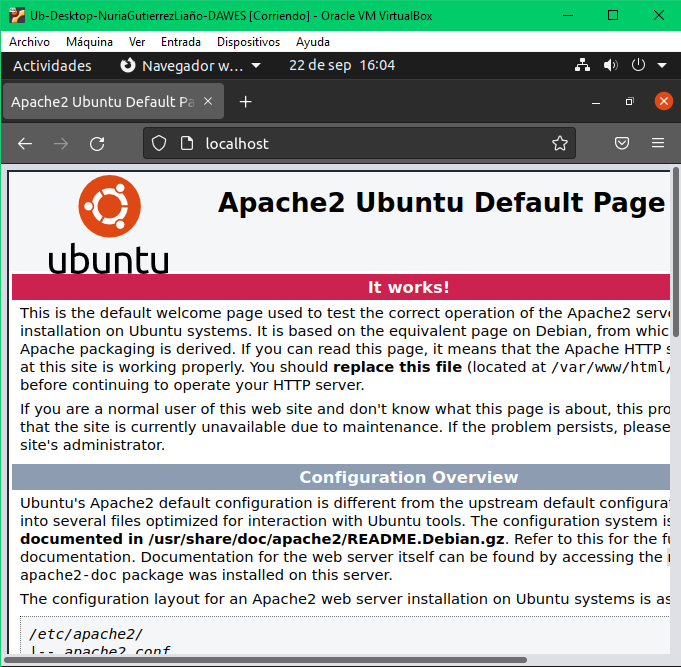 Ub-Desktop-NuriaGutierrezLiaño-DAWES [Corriendo] - Oracle VM VirtualBox
Archivo Máquina Ver Entrada Dispositivos Ayuda
Actividades Navegador w... 22 de sep 16:04
Apache2 Ubuntu Default Pa
localhost
ubuntu
Apache2 Ubuntu Default Page
It works!
This is the default welcome page used to test the correct operation of the Apache2 serve
installation on Ubuntu systems. It is based on the equivalent page on Debian, from whic
Apache packaging is derived. If you can read this page, it means that the Apache HTTP s
at this site is working properly. You should replace this file (located at /var/www/html/
before continuing to operate your HTTP server.
If you are a normal user of this web site and don't know what this page is about, this pro
that the site is currently unavailable due to maintenance. If the problem persists, please
site's administrator.
Configuration Overview
Ubuntu's Apache2 default configuration is different from the upstream default configurat
into several files optimized for interaction with Ubuntu tools. The configuration system is
documented in /usr/share/doc/apache2/README.Debian.gz. Refer to this for the fu
documentation. Documentation for the web server itself can be found by accessing the
apache2-doc package was installed on this server.
The configuration layout for an Apache2 web server installation on Ubuntu systems is as
/etc/apache2/
|-- apache2.conf